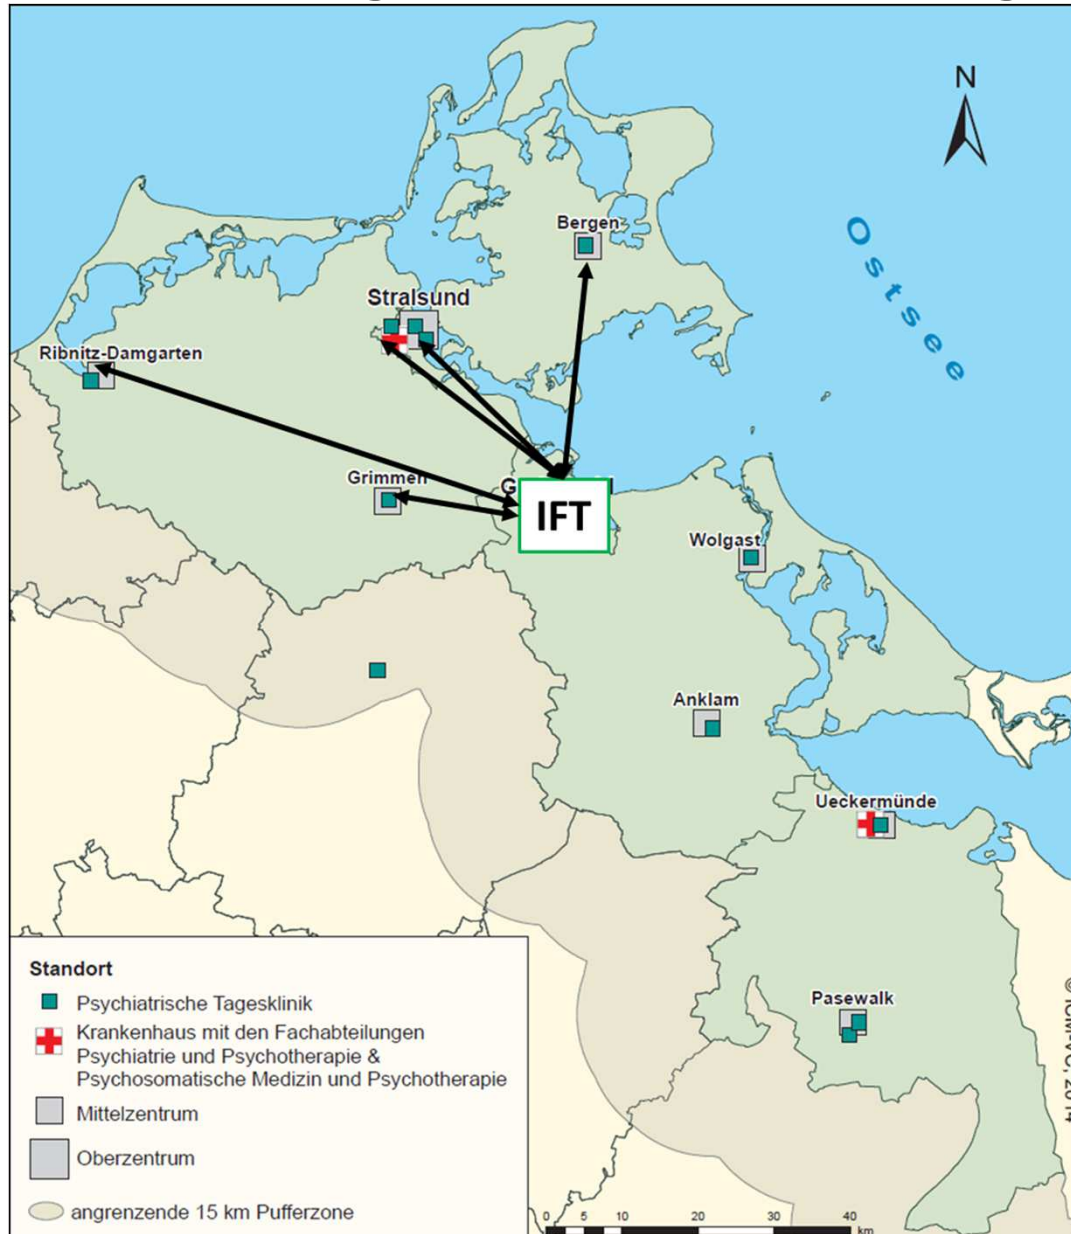 N
Ostsee
Bergen
Stralsund
Ribnitz-Damgarten
Grimmen
IFT
Wolgast
Anklam
Ueckermünde
Pasewalk
Standort
Psychiatrische Tagesklinik
Krankenhaus mit den Fachabteilungen
Psychiatrie und Psychotherapie &
Psychosomatische Medizin und Psychotherapie
Mittelzentrum
Oberzentrum
angrenzende 15 km Pufferzone
0 5 10 20 30 40
km